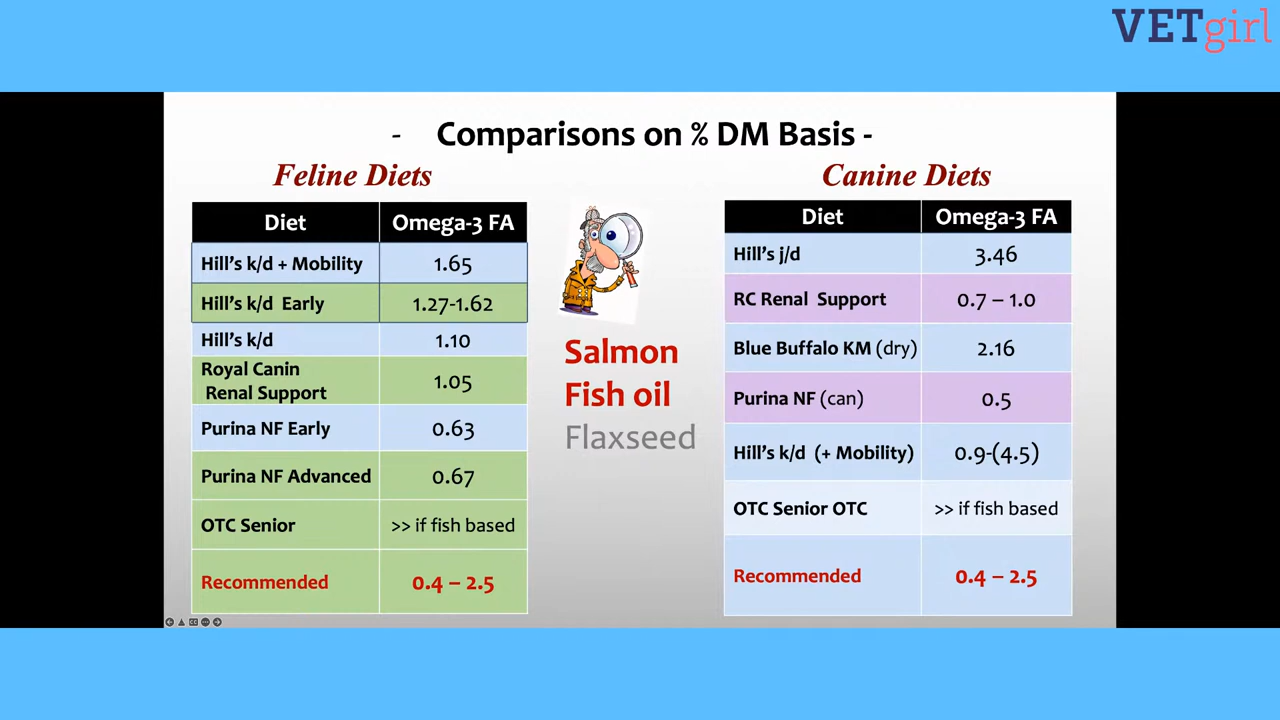 VETgirl
- Comparisons on % DM Basis -
Feline Diets
Diet Omega-3 FA
Hill's k/d + Mobility 1.65
Hill's k/d Early 1.27-1.62
Hill's k/d 1.10
Royal Canin
Renal Support 1.05
Purina NF Early 0.63
Purina NF Advanced 0.67
OTC Senior >> if fish based
Recommended 0.4 – 2.5
Salmon
Fish oil
Flaxseed
Canine Diets
Diet Omega-3 FA
Hill's j/d 3.46
RC Renal Support 0.7 – 1.0
Blue Buffalo KM (dry) 2.16
Purina NF (can) 0.5
Hill's k/d (+ Mobility) 0.9-(4.5)
OTC Senior OTC >> if fish based
Recommended 0.4 – 2.5